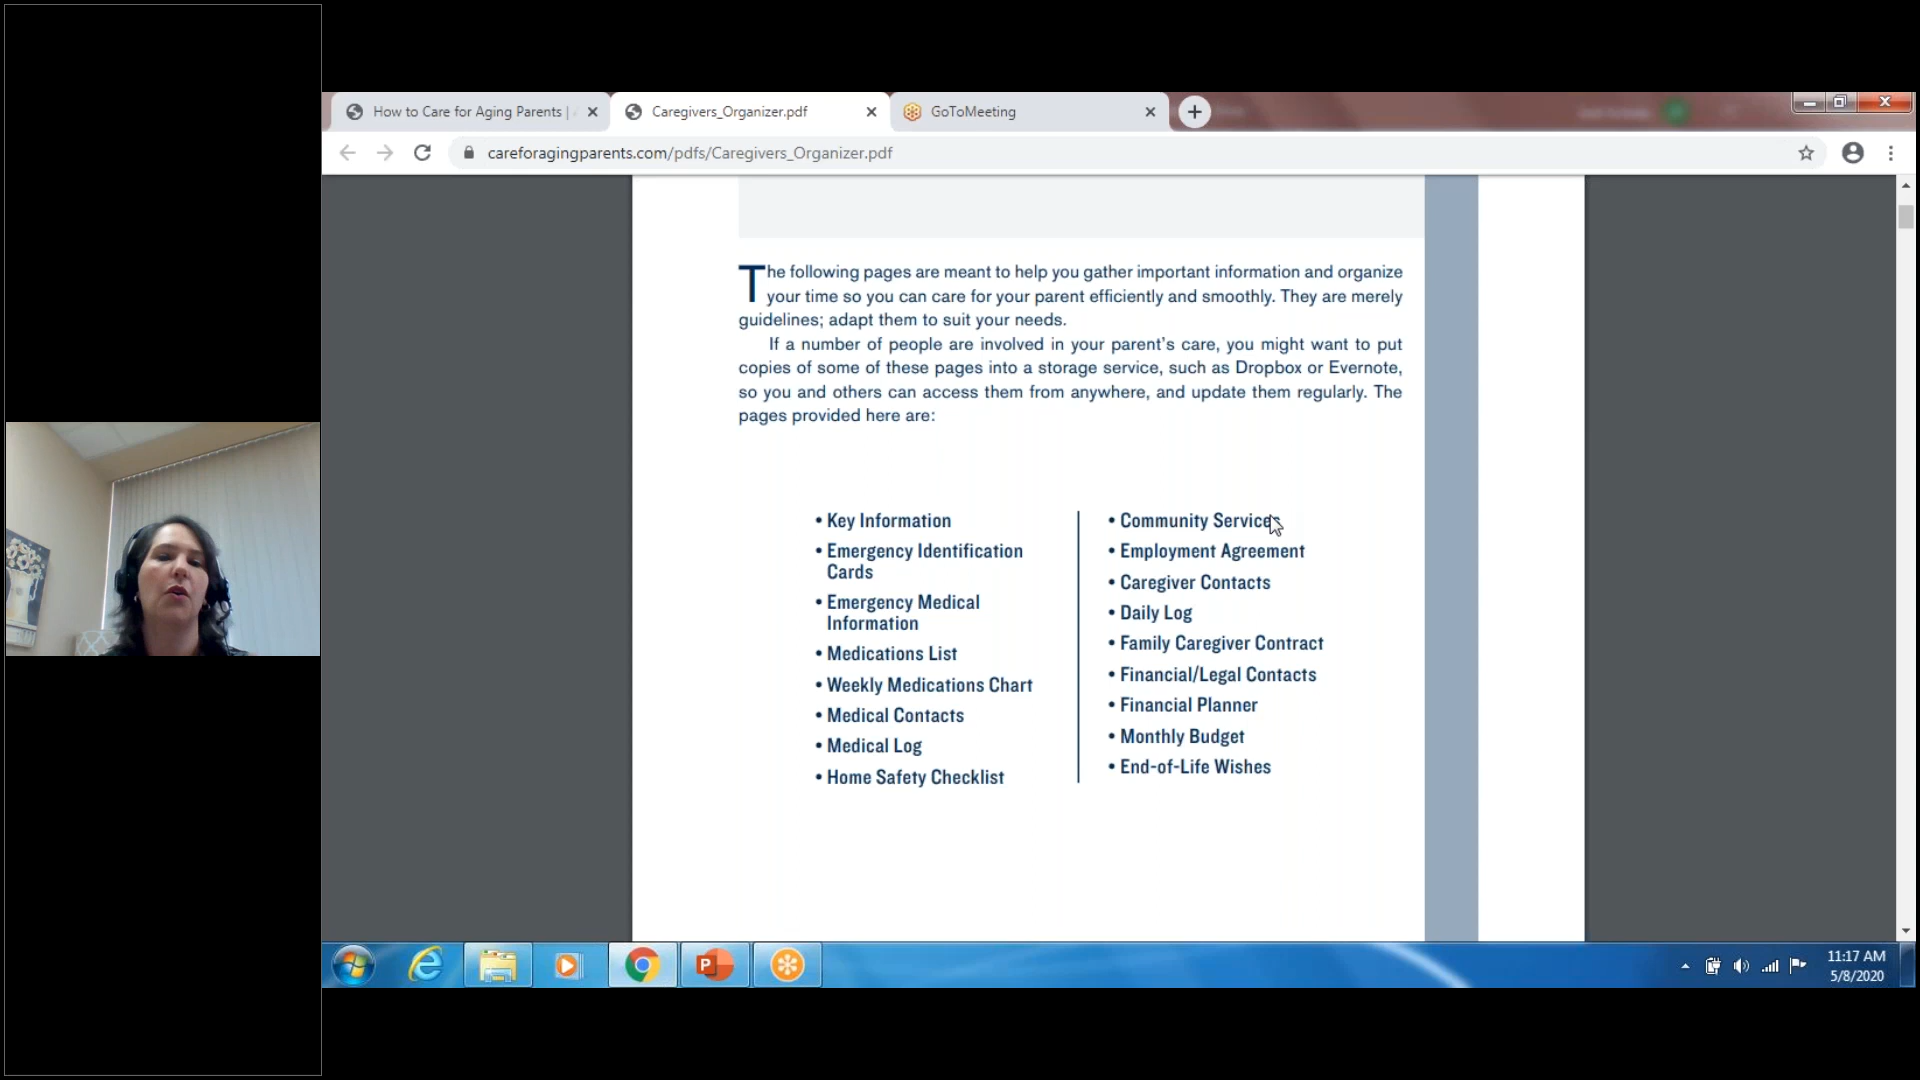 How to Care for Aging Parents |
Caregivers_Organizer.pdf
GoToMeeting
careforagingparents.com/pdfs/Caregivers_Organizer.pdf
The following pages are meant to help you gather important information and organize
your time so you can care for your parent efficiently and smoothly. They are merely
guidelines; adapt them to suit your needs.
If a number of people are involved in your parent's care, you might want to put
copies of some of these pages into a storage service, such as Dropbox or Evernote,
so you and others can access them from anywhere, and update them regularly. The
pages provided here are:
• Key Information
• Emergency Identification
Cards
• Emergency Medical
Information
• Medications List
• Weekly Medications Chart
• Medical Contacts
• Medical Log
• Home Safety Checklist
• Community Services
• Employment Agreement
• Caregiver Contacts
• Daily Log
• Family Caregiver Contract
• Financial/Legal Contacts
• Financial Planner
• Monthly Budget
• End-of-Life Wishes
11:17 AM
5/8/2020